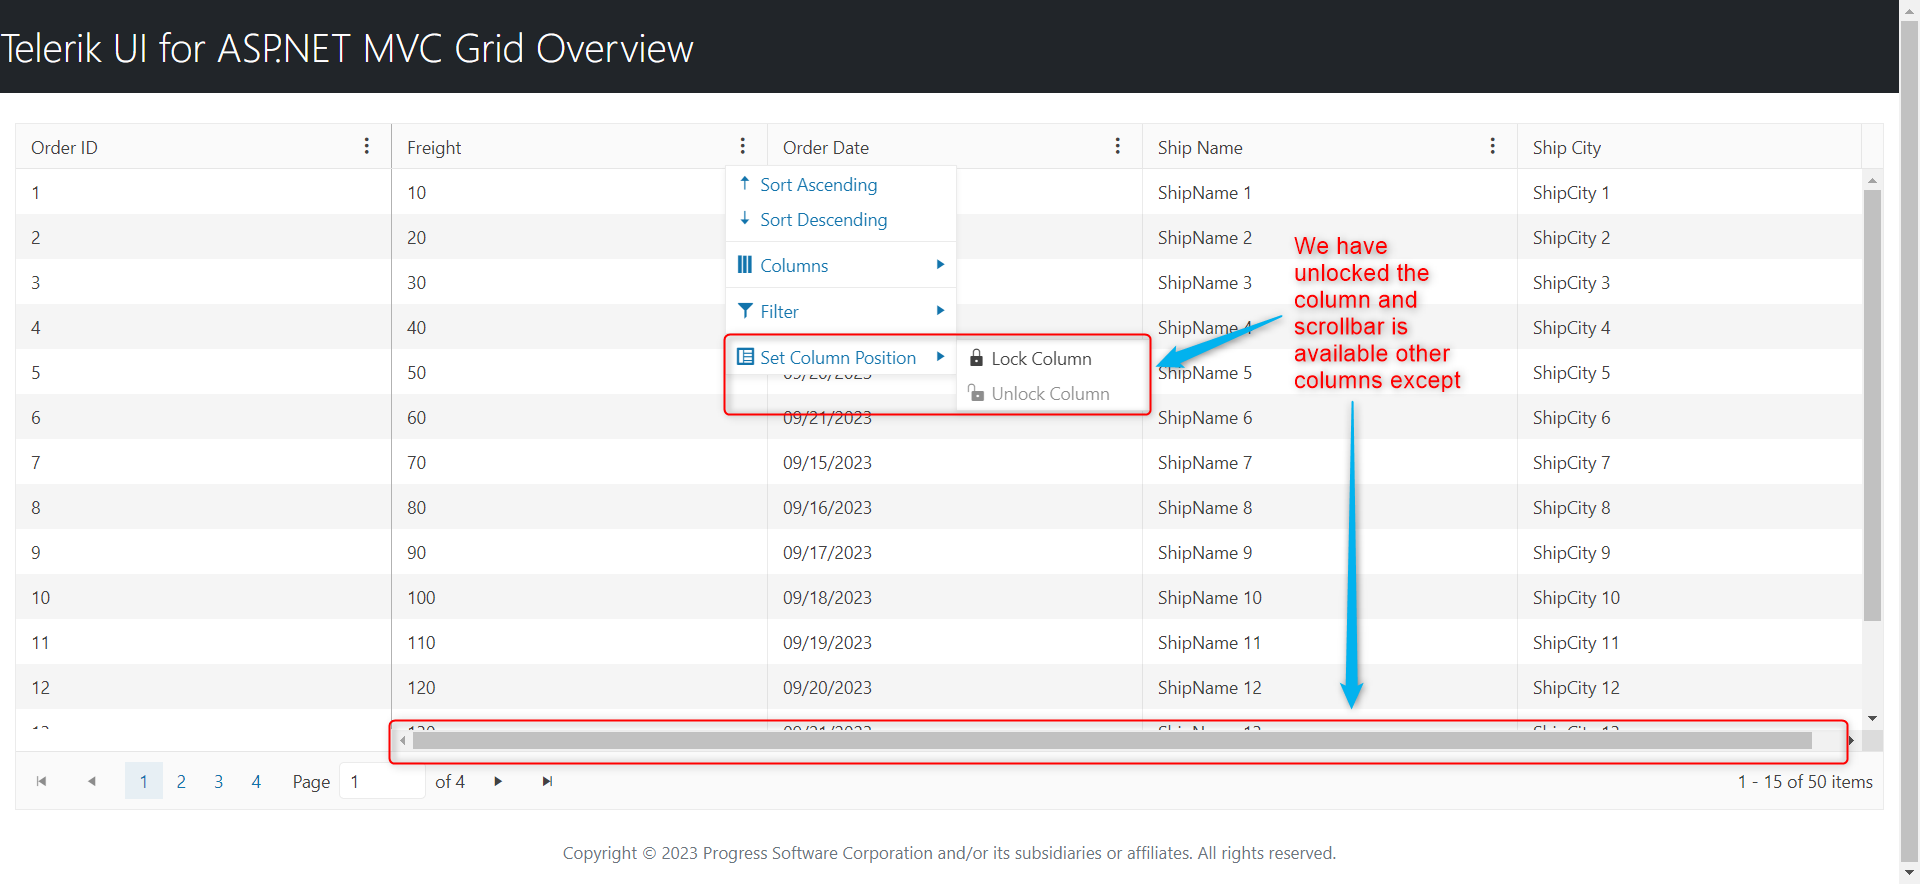 Telerik UI for ASP.NET MVC Grid Overview
Order ID Freight Order Date Ship Name Ship City
1 10 ShipName 1 ShipCity 1
Sort Ascending
2 20 ShipName 2 ShipCity 2
Sort Descending
3 30 ShipName 3 ShipCity 3
Columns
4 40 ShipName 4 ShipCity 4
Filter
5 50 ShipName 5 ShipCity 5
Set Column Position
Lock Column
Unlock Column
We have
unlocked the
column and
scrollbar is
available other
columns except
6 60 09/21/2023 ShipName 6 ShipCity 6
7 70 09/15/2023 ShipName 7 ShipCity 7
8 80 09/16/2023 ShipName 8 ShipCity 8
9 90 09/17/2023 ShipName 9 ShipCity 9
10 100 09/18/2023 ShipName 10 ShipCity 10
11 110 09/19/2023 ShipName 11 ShipCity 11
12 120 09/20/2023 ShipName 12 ShipCity 12
1 2 3 4 Page 1 of 4 1 - 15 of 50 items
Copyright © 2023 Progress Software Corporation and/or its subsidiaries or affiliates. All rights reserved.